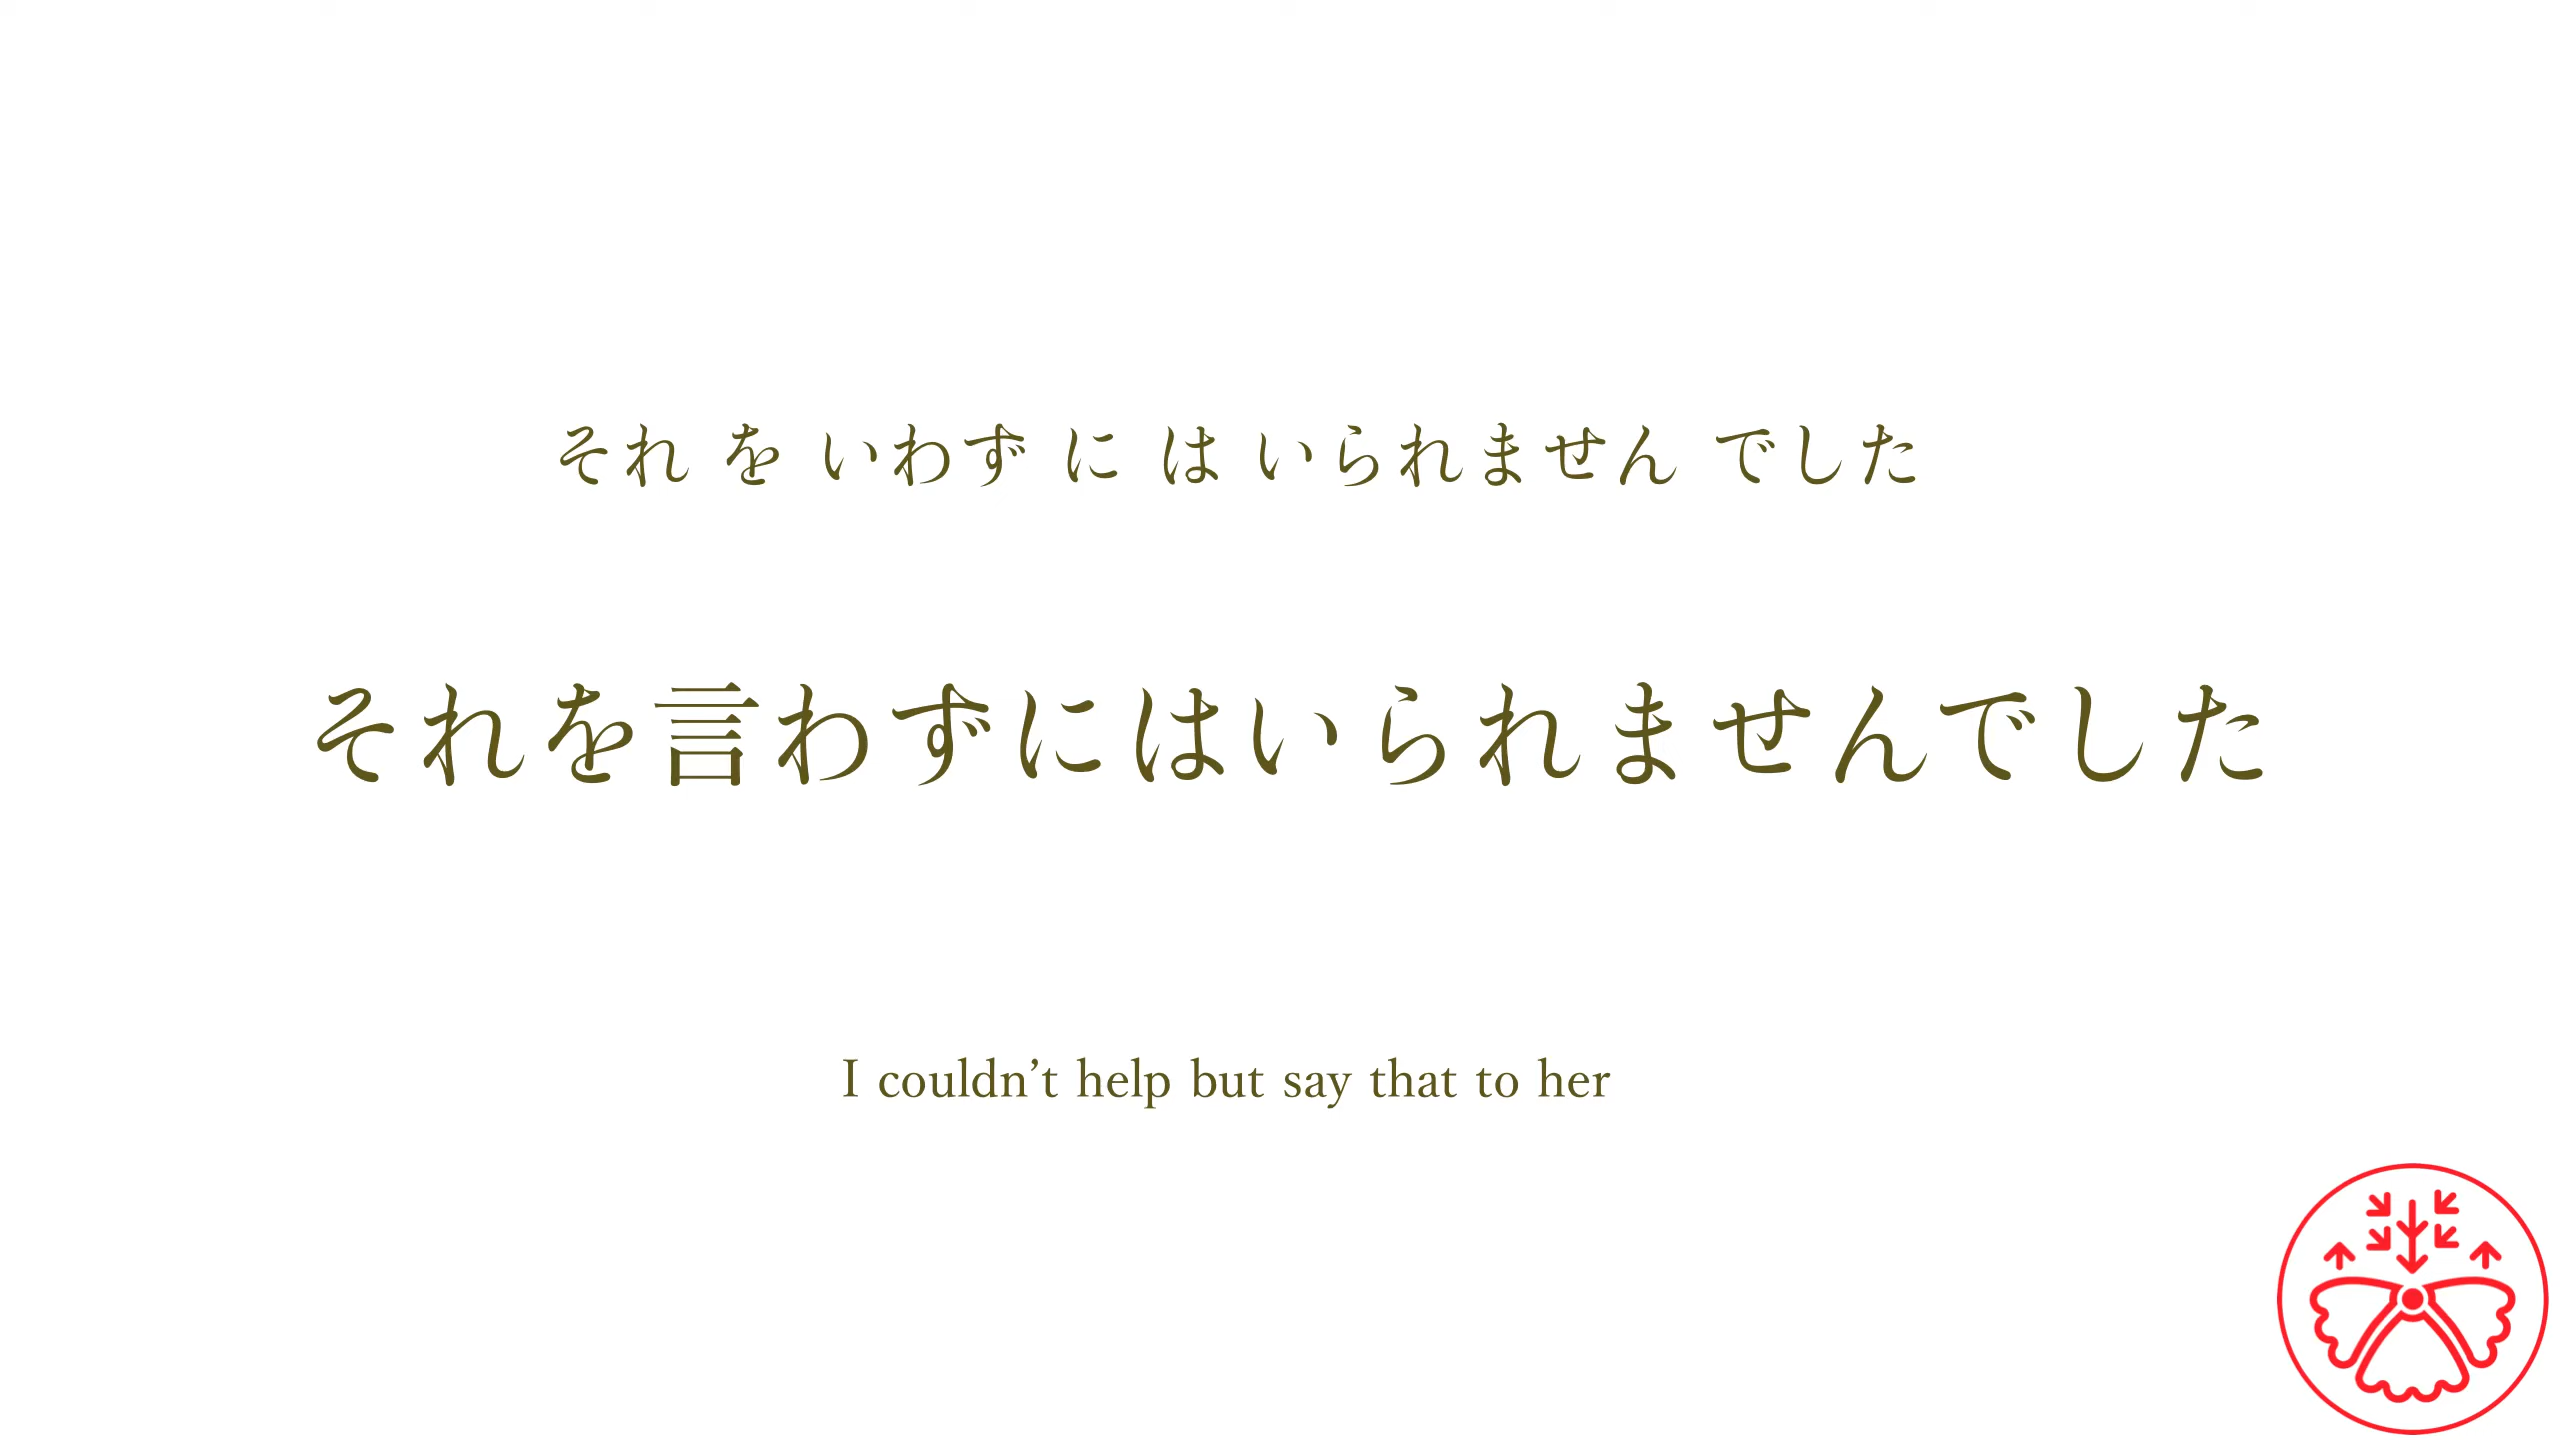 それ を いわず に は いられません でした
それを言わずにはいられませんでした
I couldn’t help but say that to her